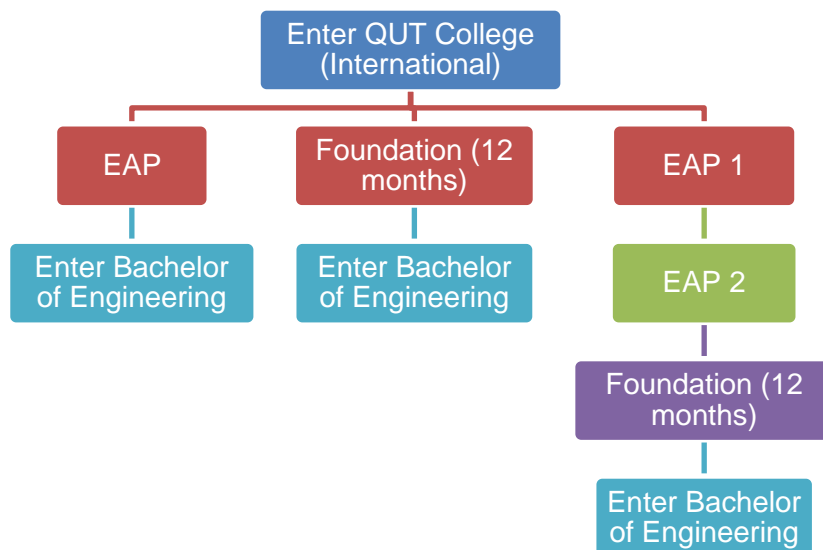 Enter QUT College
(International)
EAP
Foundation (12
months)
EAP 1
Enter Bachelor
of Engineering
Enter Bachelor
of Engineering
EAP 2
Foundation (12
months)
Enter Bachelor
of Engineering